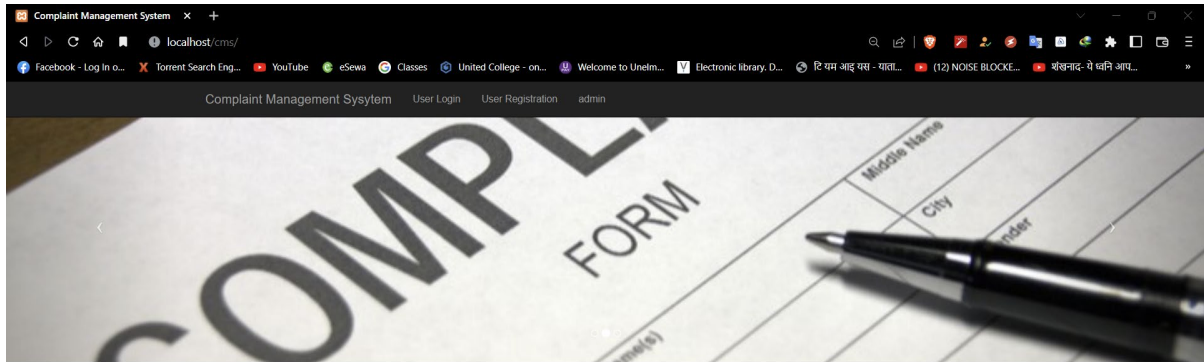 Complaint Management System
localhost/cms/
Facebook - Log In o... Torrent Search Eng... YouTube eSewa Classes United College - on... Welcome to Unelm... Electronic library. D... टि यम आइ यस - याता... (12) NOISE BLOCKE... शंखनाद- ये ध्वनि आप... »
Complaint Management Sysytem User Login User Registration admin
COMPLA
FORM
Middle Name
City
nder
me(s)